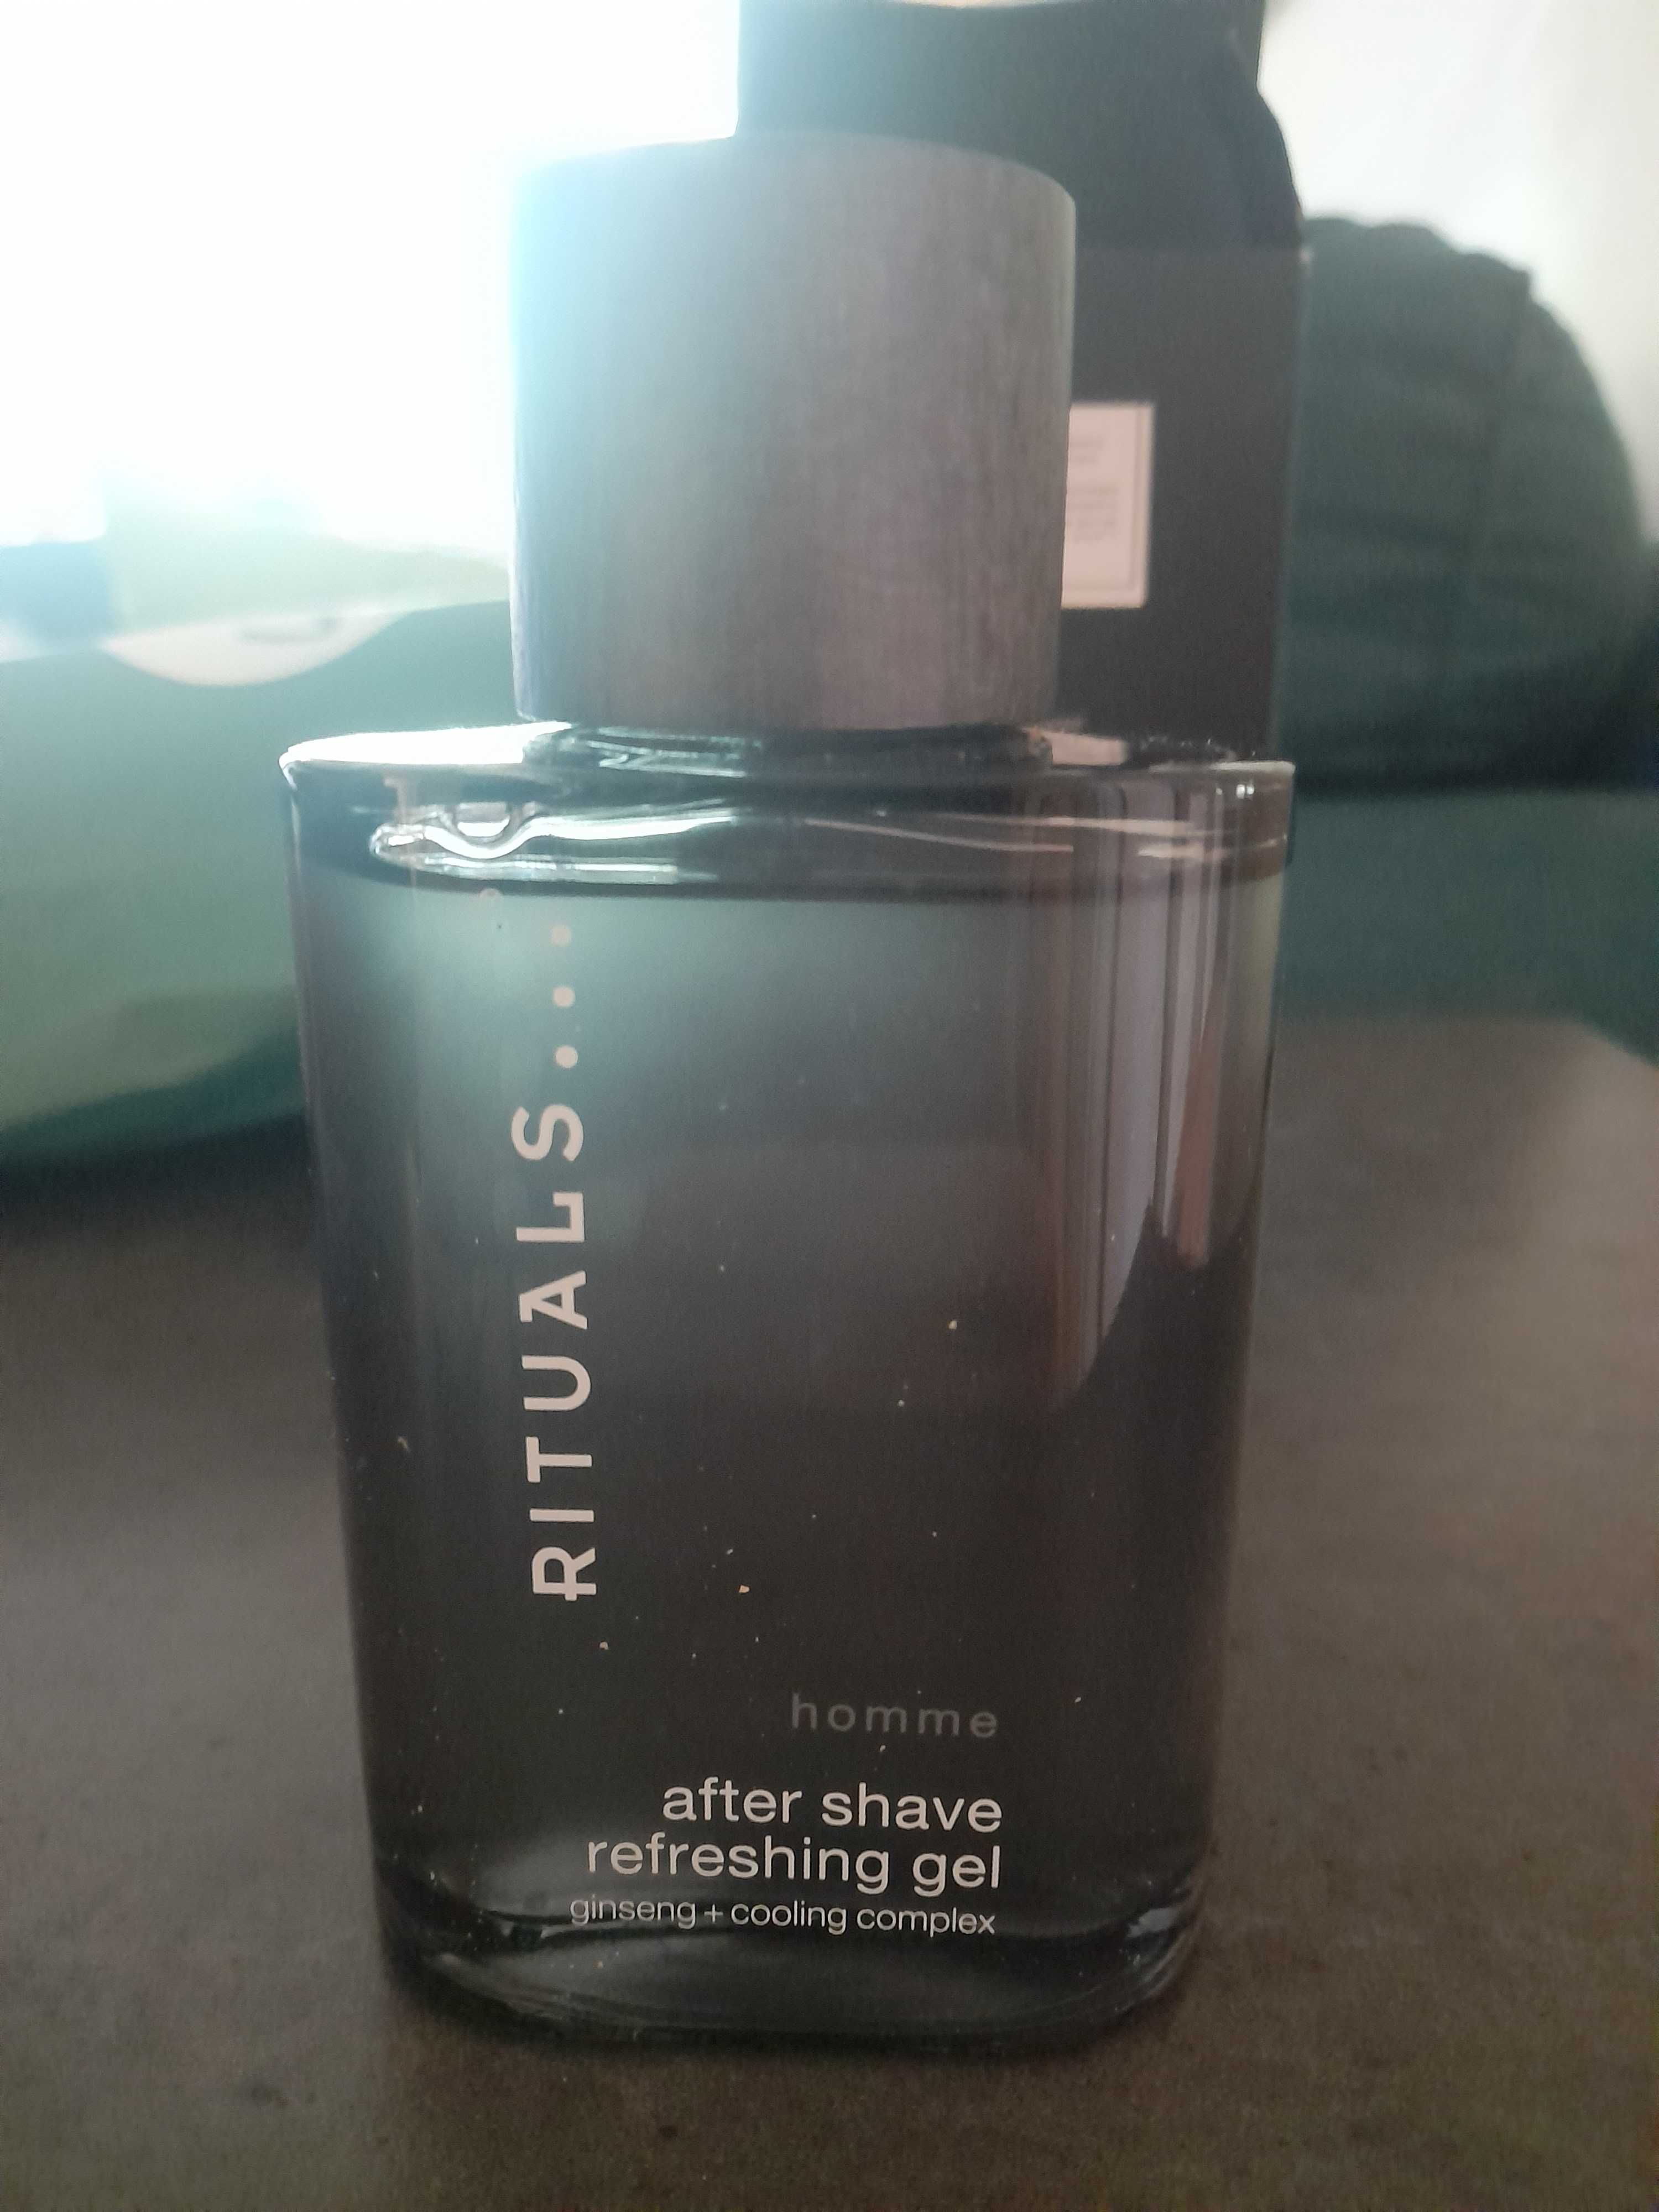 RITUALS...
homme
after shave
refreshing gel
ginseng + cooling complex